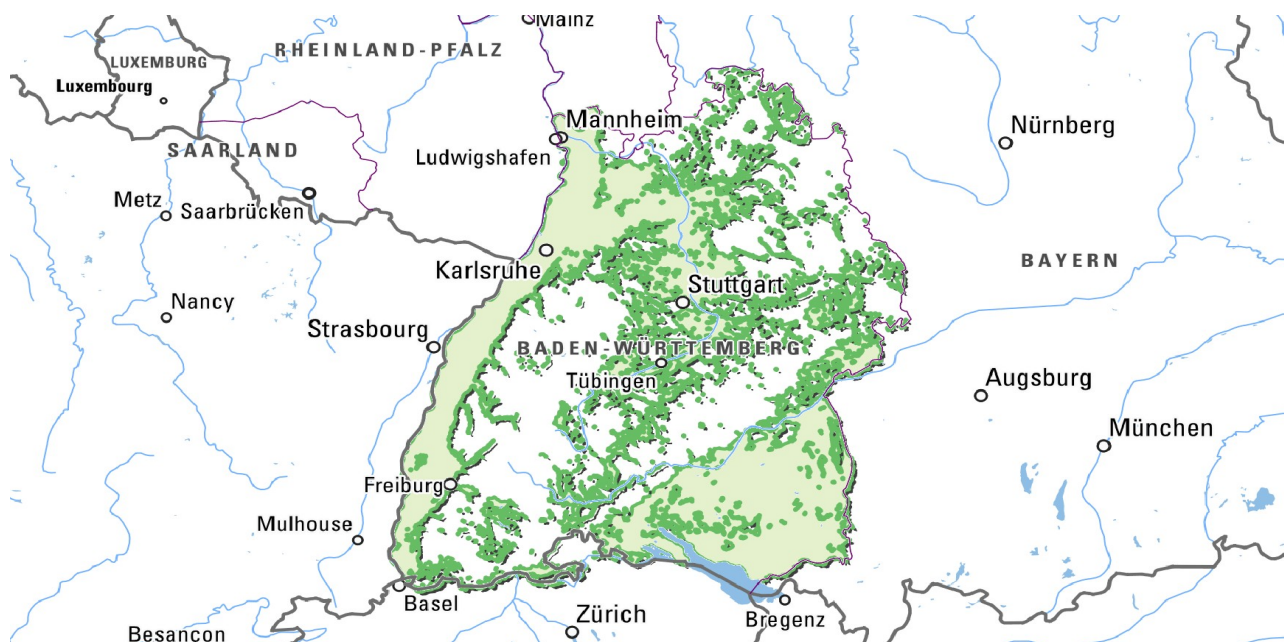 Mainz
RHEINLAND-PFALZ
LUXEMBURG
Luxembourg
Mannheim
Nürnberg
SAARLAND
Ludwigshafen
Metz
Saarbrücken
Karlsruhe
BAYERN
Stuttgart
Nancy
Strasbourg
BADEN-WÜRTTEMBERG
Tübingen
Augsburg
München
Freiburg
Mulhouse
Basel
Zürich
Bregenz
Besancon